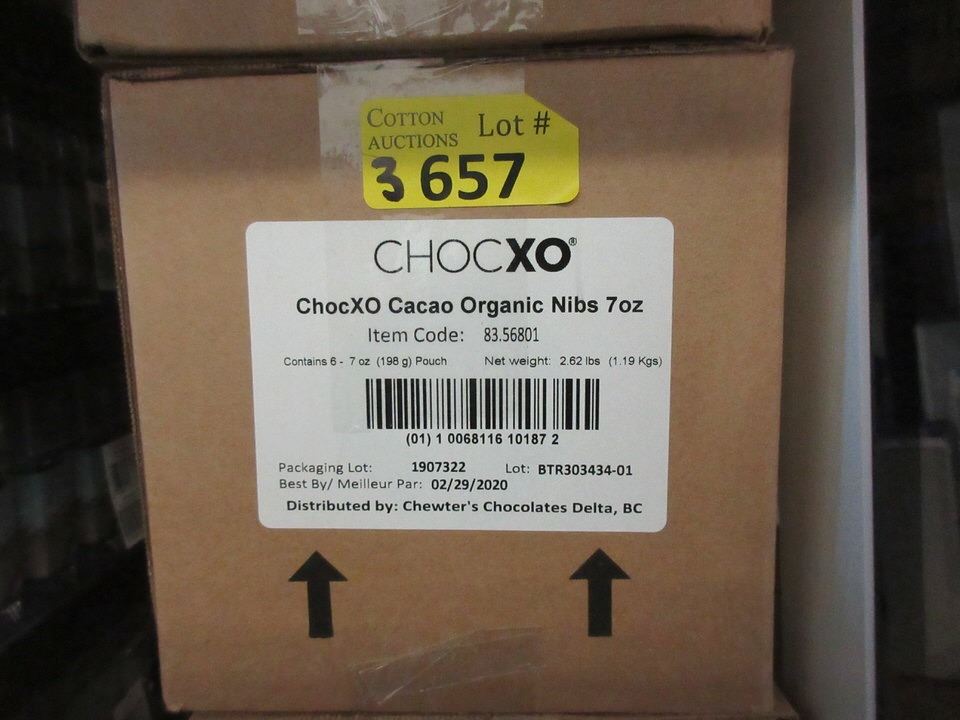 COTTON AUCTIONS Lot #
3 657
CHOCXO®
ChocXO Cacao Organic Nibs 7oz
Item Code: 83.56801
Contains 6 - 7 oz (198 g) Pouch Net weight: 2.62 lbs (1.19 Kgs)
(01) 1 0068116 10187 2
Packaging Lot: 1907322 Lot: BTR303434-01
Best By/ Meilleur Par: 02/29/2020
Distributed by: Chewter's Chocolates Delta, BC